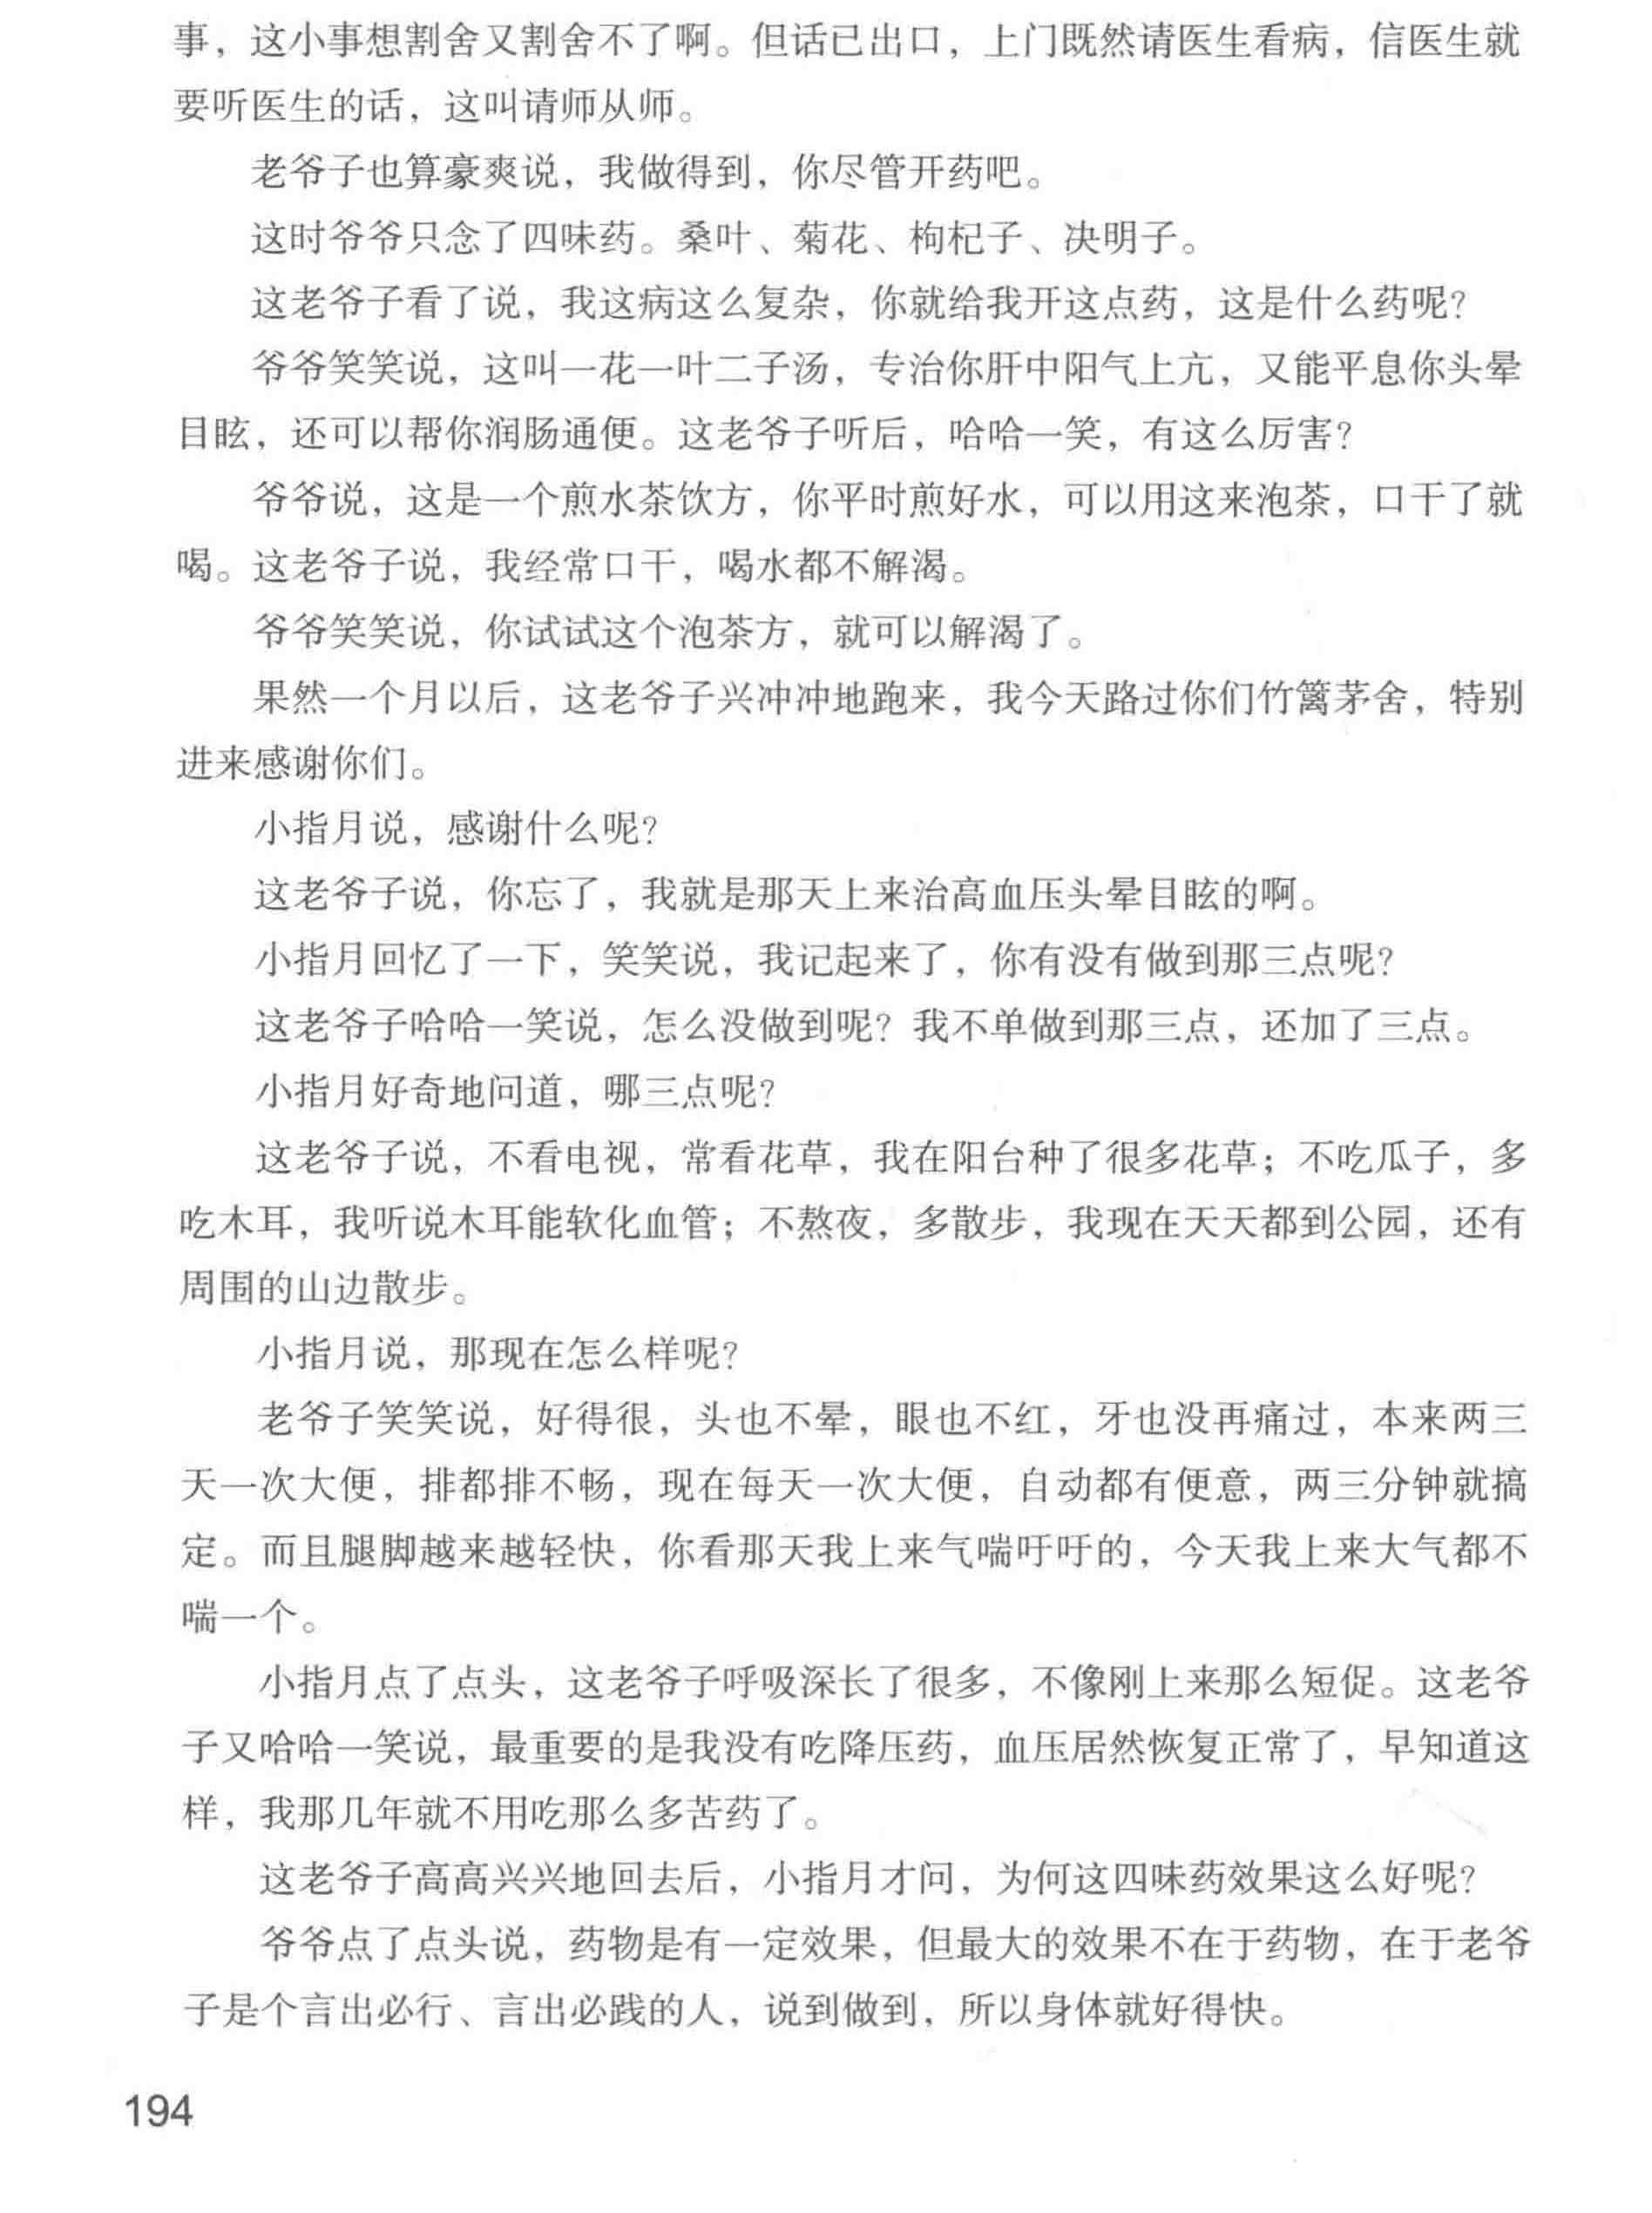 事，这小事想割舍又割舍不了啊。但话已出口，上门既然请医生看病，信医生就
要听医生的话，这叫请师从师。
老爷子也算豪爽说，我做得到，你尽管开药吧。
这时爷爷只念了四味药。桑叶、菊花、枸杞子、决明子。
这老爷子看了说，我这病这么复杂，你就给我开这点药，这是什么药呢？
爷爷笑笑说，这叫一花一叶二子汤，专治你肝中阳气上亢，又能平息你头晕
目眩，还可以帮你润肠通便。这老爷子听后，哈哈一笑，有这么厉害？
爷爷说，这是一个煎水茶饮方，你平时煎好水，可以用这来泡茶，口干了就
喝。这老爷子说，我经常口干，喝水都不解渴。
爷爷笑笑说，你试试这个泡茶方，就可以解渴了。
果然一个月以后，这老爷子兴冲冲地跑来，我今天路过你们竹篱茅舍，特别
进来感谢你们。
小指月说，感谢什么呢？
这老爷子说，你忘了，我就是那天上来治高血压头晕目眩的啊。
小指月回忆了一下，笑笑说，我记起来了，你有没有做到那三点呢？
这老爷子哈哈一笑说，怎么没做到呢？我不单做到那三点，还加了三点。
小指月好奇地问道，哪三点呢？
这老爷子说，不看电视，常看花草，我在阳台种了很多花草；不吃瓜子，多
吃木耳，我听说木耳能软化血管；不熬夜，多散步，我现在天天都到公园，还有
周围的山边散步。
小指月说，那现在怎么样呢？
老爷子笑笑说，好得很，头也不晕，眼也不红，牙也没再痛过，本来两三
天一次大便，排都排不畅，现在每天一次大便，自动都有便意，两三分钟就搞
定。而且腿脚越来越轻快，你看那天我上来气喘吁吁的，今天我上来大气都不
喘一个。
小指月点了点头，这老爷子呼吸深长了很多，不像刚上来那么短促。这老爷
子又哈哈一笑说，最重要的是我没有吃降压药，血压居然恢复正常了，早知道这
样，我那几年就不用吃那么多苦药了。
这老爷子高高兴兴地回去后，小指月才问，为何这四味药效果这么好呢？
爷爷点了点头说，药物是有一定效果，但最大的效果不在于药物，在于老爷
子是个言出必行、言出必践的人，说到做到，所以身体就好得快。
194